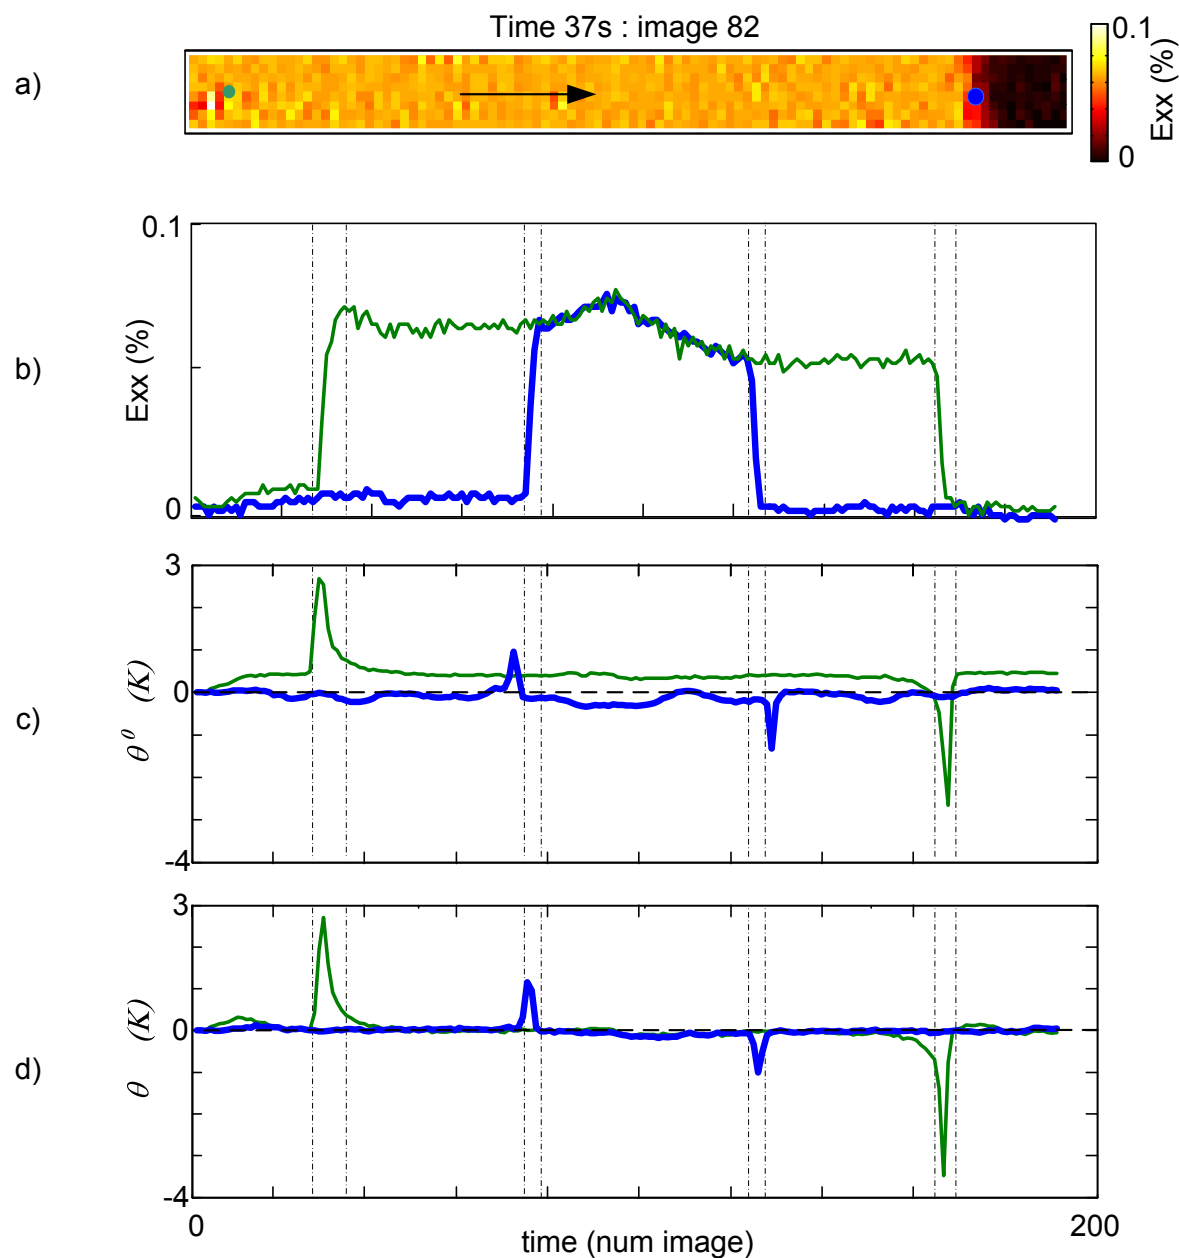 Time 37s : image 82
a)
0.1
0
Exx (%)
b)
0.1
0
Exx (%)
c)
3
0
-4
θ⁰ (K)
d)
3
0
-4
θ (K)
0
200
time (num image)